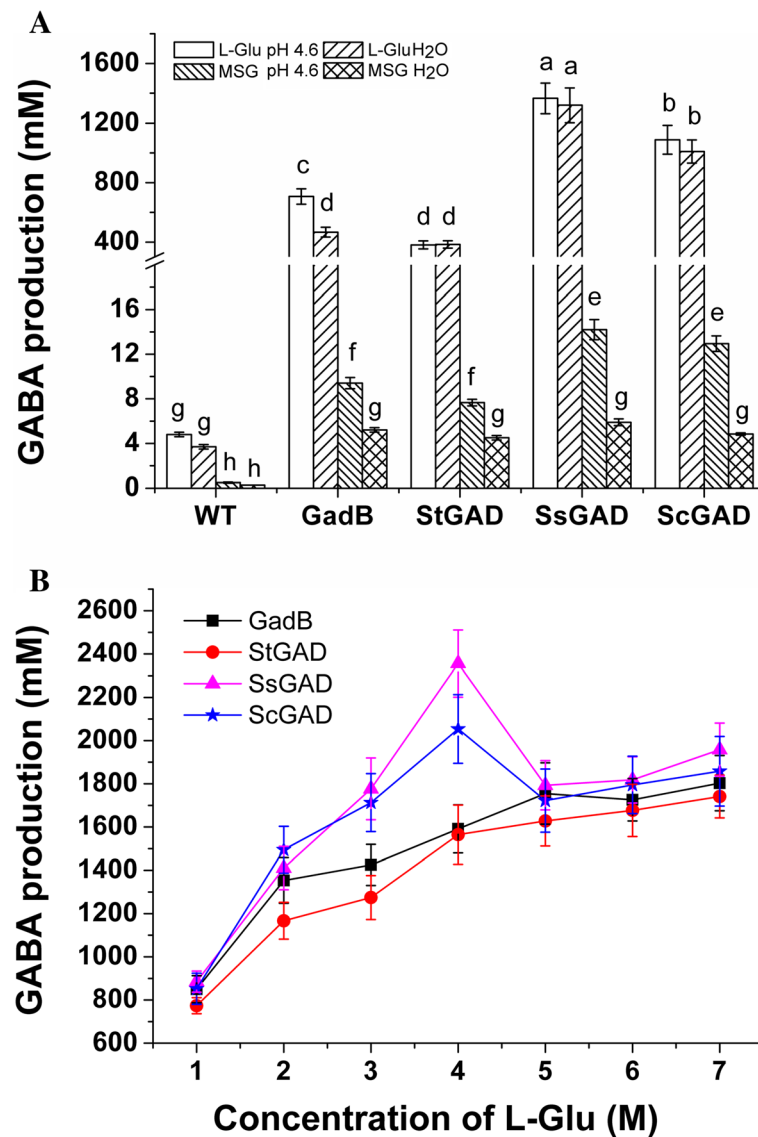 A
GABA production (mM)
1600
1200
800
400
16
12
8
4
0
L-Glu pH 4.6 L-GluH2O
MSG pH 4.6 MSG H2O
g g h h
c d f g
d d f g
a a e g
b b e g
WT GadB StGAD SsGAD ScGAD
B
GABA production (mM)
2600
2400
2200
2000
1800
1600
1400
1200
1000
800
600
GadB
StGAD
SsGAD
ScGAD
1 2 3 4 5 6 7
Concentration of L-Glu (M)